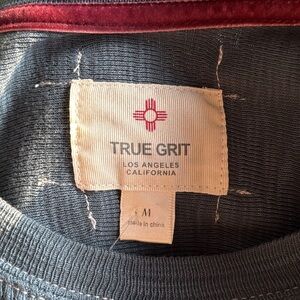 TRUE GRIT
LOS ANGELES
CALIFORNIA
M
made in china